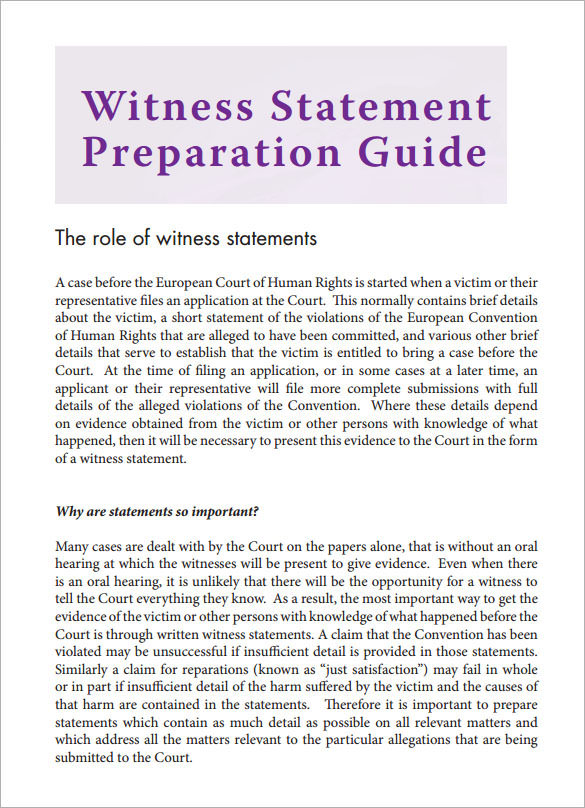 Witness Statement
Preparation Guide
The role of witness statements
A case before the European Court of Human Rights is started when a victim or their
representative files an application at the Court. This normally contains brief details
about the victim, a short statement of the violations of the European Convention
of Human Rights that are alleged to have been committed, and various other brief
details that serve to establish that the victim is entitled to bring a case before the
Court. At the time of filing an application, or in some cases at a later time, an
applicant or their representative will file more complete submissions with full
details of the alleged violations of the Convention. Where these details depend
on evidence obtained from the victim or other persons with knowledge of what
happened, then it will be necessary to present this evidence to the Court in the form
of a witness statement.
Why are statements so important?
Many cases are dealt with by the Court on the papers alone, that is without an oral
hearing at which the witnesses will be present to give evidence. Even when there
is an oral hearing, it is unlikely that there will be the opportunity for a witness to
tell the Court everything they know. As a result, the most important way to get the
evidence of the victim or other persons with knowledge of what happened before the
Court is through written witness statements. A claim that the Convention has been
violated may be unsuccessful if insufficient detail is provided in those statements.
Similarly a claim for reparations (known as “just satisfaction”) may fail in whole
or in part if insufficient detail of the harm suffered by the victim and the causes of
that harm are contained in the statements. Therefore it is important to prepare
statements which contain as much detail as possible on all relevant matters and
which address all the matters relevant to the particular allegations that are being
submitted to the Court.